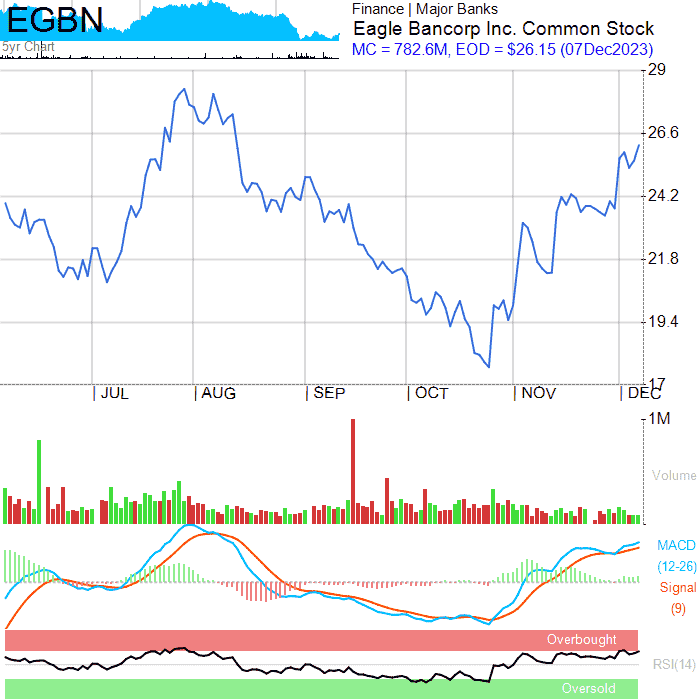 EGBN
5yr Chart
Finance | Major Banks
Eagle Bancorp Inc. Common Stock
MC = 782.6M, EOD = $26.15 (07Dec2023)
29
26.6
24.2
21.8
19.4
17
JUL AUG SEP OCT NOV DEC
1M
Volume
MACD
(12-26)
Signal
(9)
Overbought
RSI(14)
Oversold